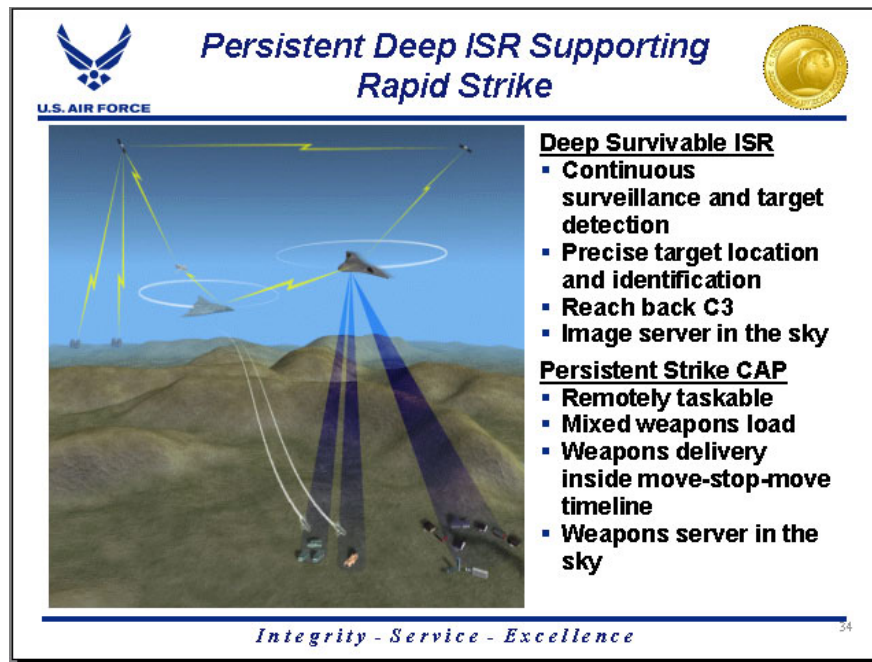 Persistent Deep ISR Supporting
Rapid Strike
U.S. AIR FORCE
Deep Survivable ISR
▪ Continuous
surveillance and target
detection
▪ Precise target location
and identification
▪ Reach back C3
▪ Image server in the sky
Persistent Strike CAP
▪ Remotely taskable
▪ Mixed weapons load
▪ Weapons delivery
inside move-stop-move
timeline
▪ Weapons server in the
sky
34
Integrity - Service - Excellence